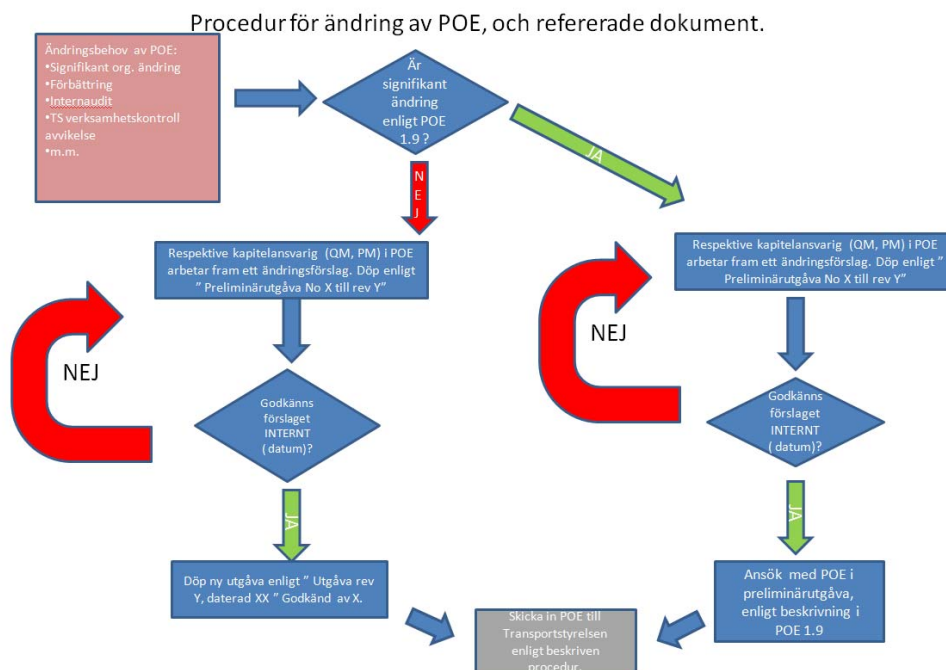 Procedur för ändring av POE, och refererade dokument.
Ändringsbehov av POE:
•Signifikant org. ändring
•Förbättring
•Internaudit
•TS verksamhetskontroll
avvikelse
•m.m.
Är
signifikant
ändring
enligt POE
1.9 ?
JA
N
E
J
Respektive kapitelansvarig (QM, PM) i POE
arbetar fram ett ändringsförslag. Döp enligt
” Preliminärutgåva No X till rev Y”
Respektive kapitelansvarig (QM, PM) i POE
arbetar fram ett ändringsförslag. Döp enligt ”
Preliminärutgåva No X till rev Y”
NEJ
NEJ
Godkänns
förslaget
INTERNT
( datum)?
Godkänns
förslaget
INTERNT
( datum)?
JA
JA
Döp ny utgåva enligt ” Utgåva rev
Y, daterad XX ” Godkänd av X.
Ansök med POE i
preliminärutgåva,
enligt beskrivning i
POE 1.9
Skicka in POE till
Transportstyrelsen
enligt beskriven
procedur.